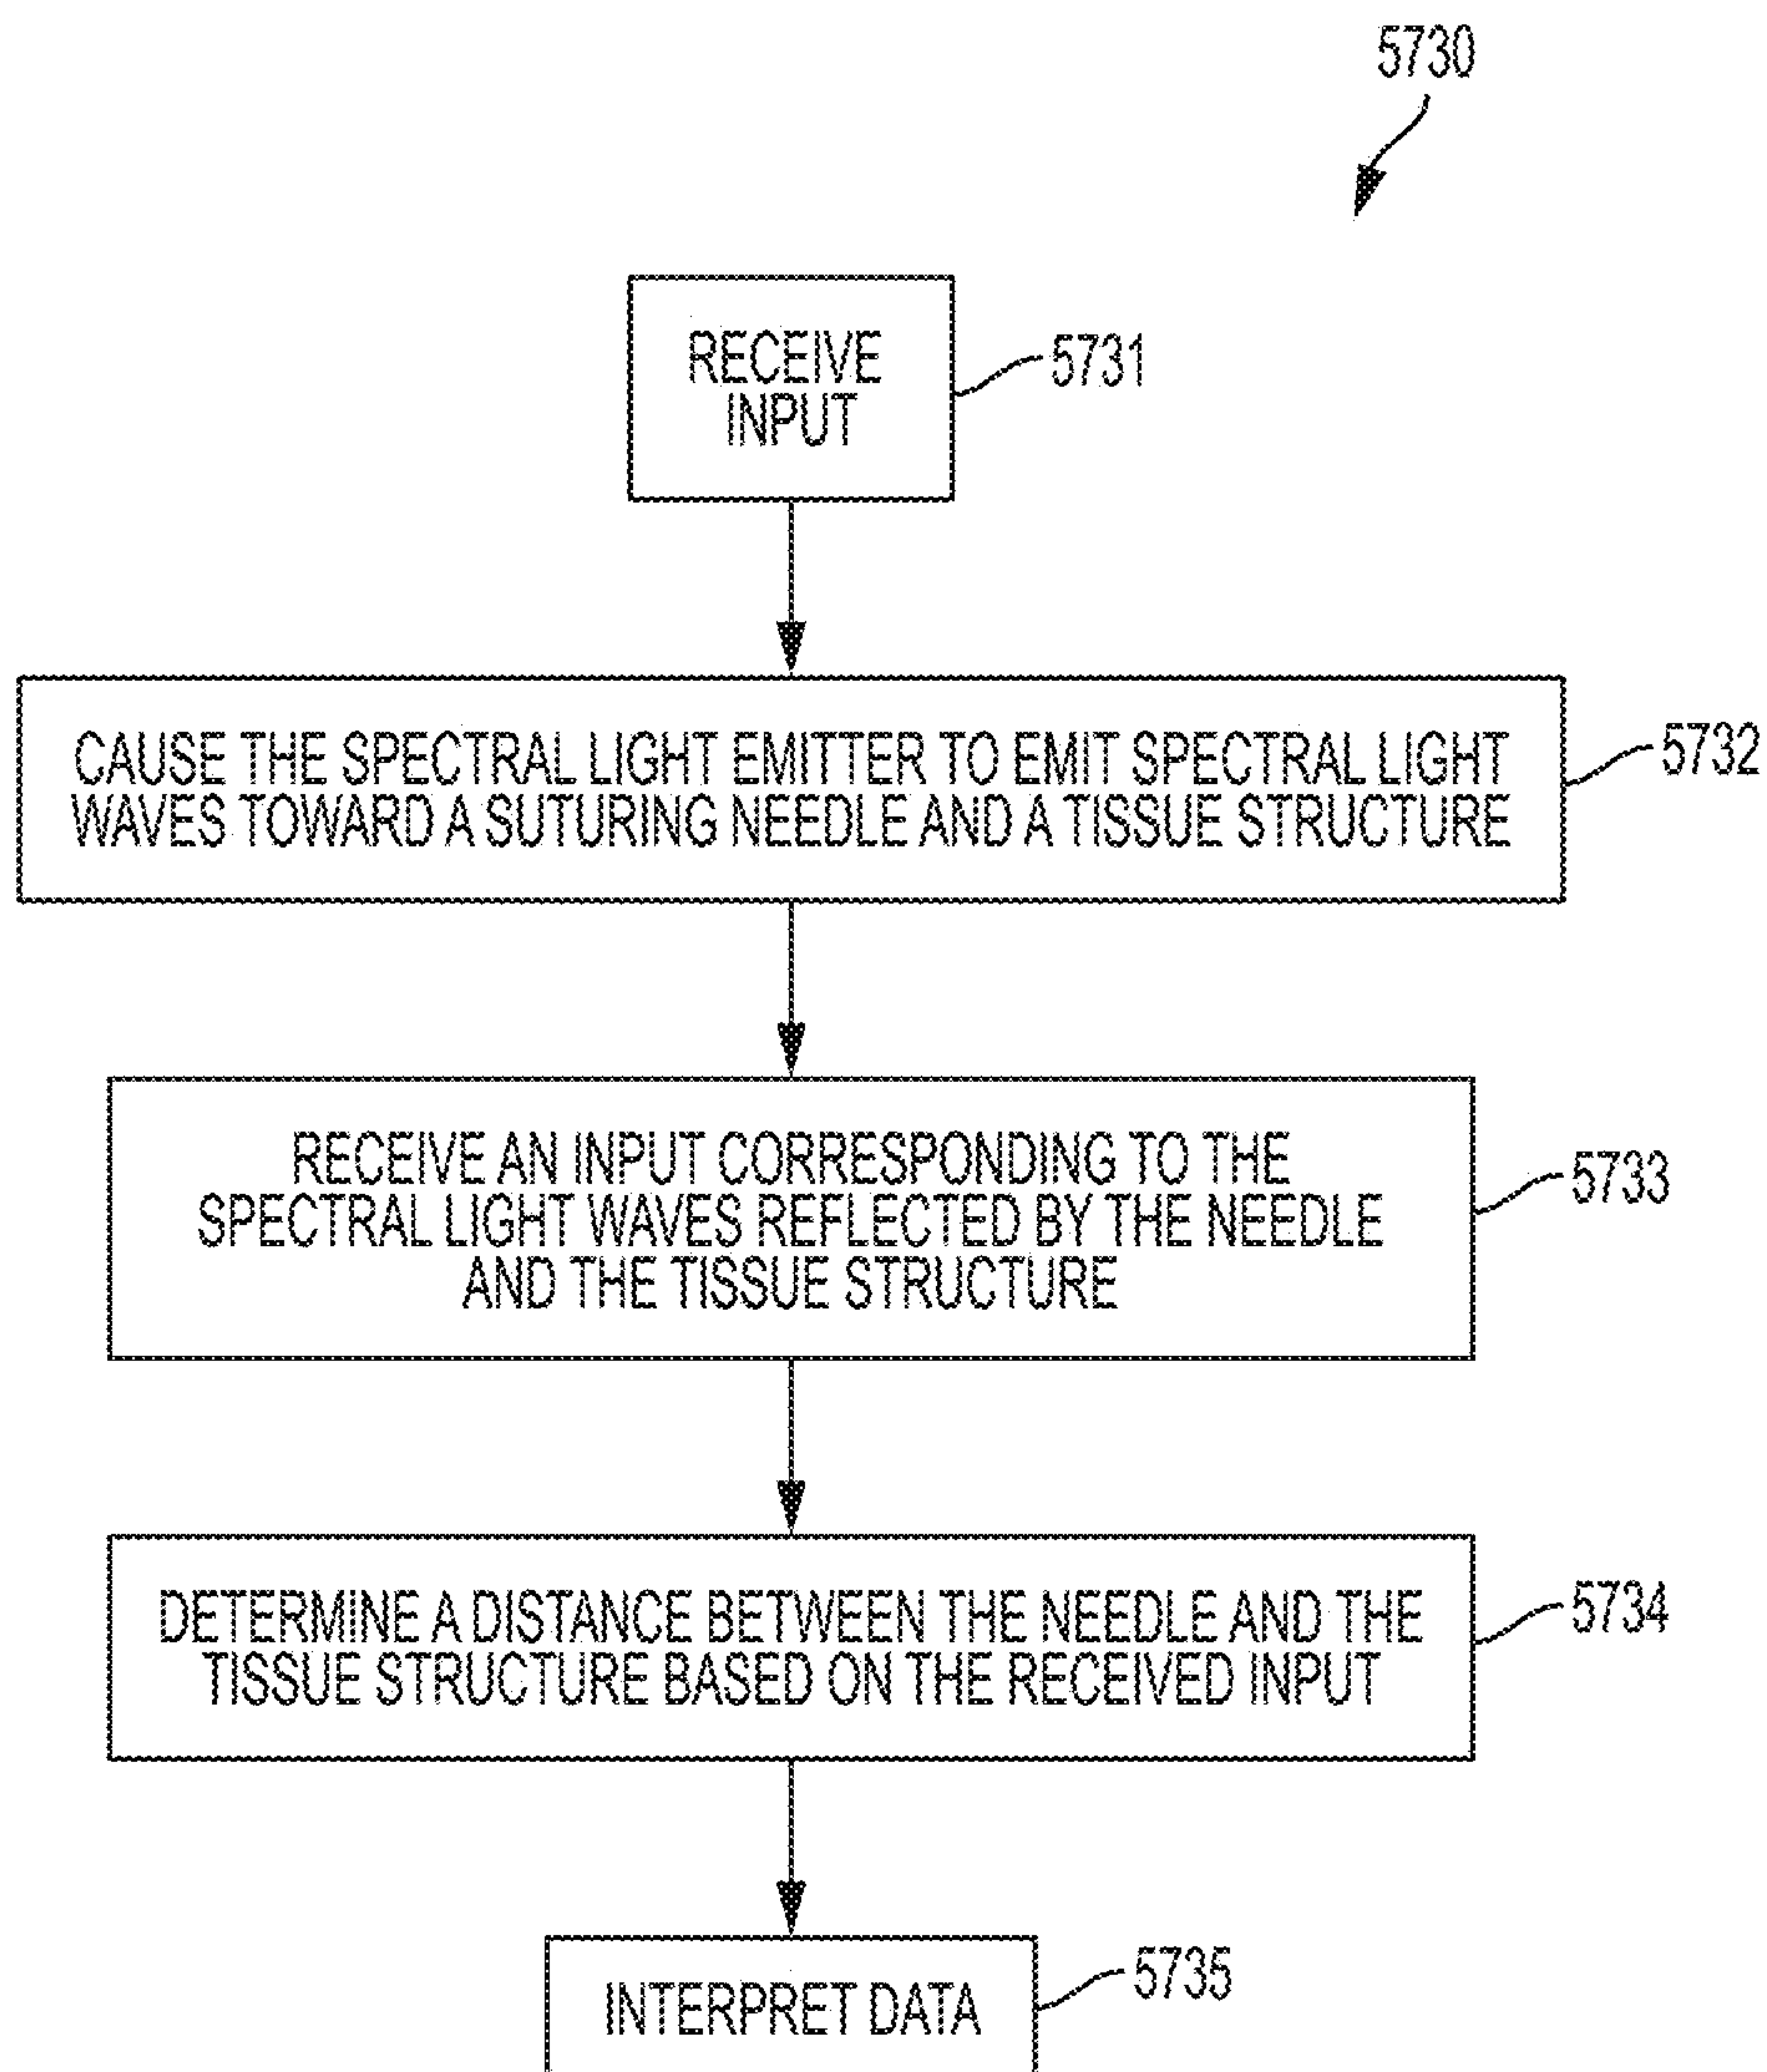 5730
RECEIVE
INPUT
5731
CAUSE THE SPECTRAL LIGHT EMITTER TO EMIT SPECTRAL LIGHT
WAVES TOWARD A SUTURING NEEDLE AND A TISSUE STRUCTURE
5732
RECEIVE AN INPUT CORRESPONDING TO THE
SPECTRAL LIGHT WAVES REFLECTED BY THE NEEDLE
AND THE TISSUE STRUCTURE
5733
DETERMINE A DISTANCE BETWEEN THE NEEDLE AND THE
TISSUE STRUCTURE BASED ON THE RECEIVED INPUT
5734
INTERPRET DATA
5735